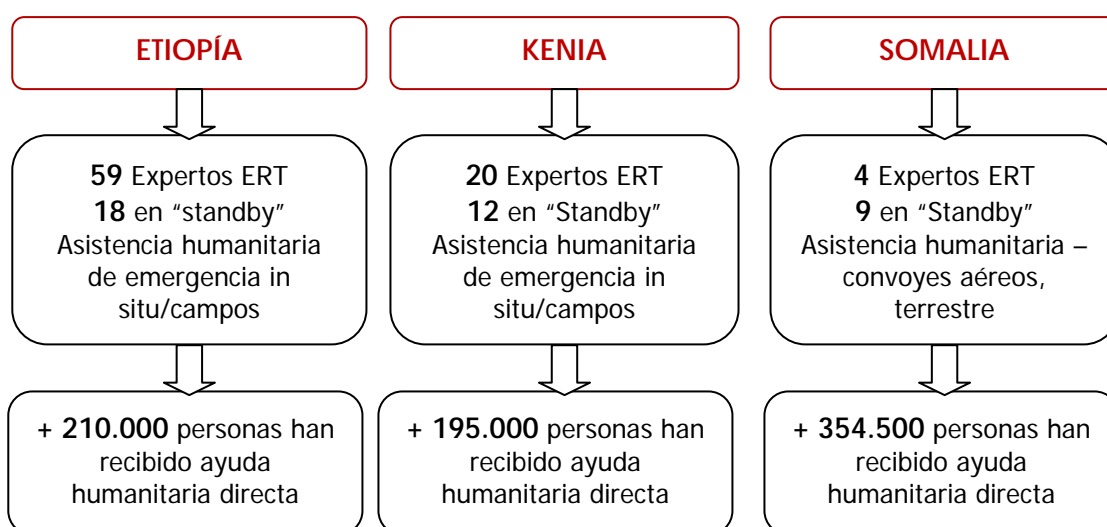 ETIOPÍA
59 Expertos ERT
18 en “standby”
Asistencia humanitaria
de emergencia in
situ/campos
+ 210.000 personas han
recibido ayuda
humanitaria directa
KENIA
20 Expertos ERT
12 en “Standby”
Asistencia humanitaria
de emergencia in
situ/campos
+ 195.000 personas han
recibido ayuda
humanitaria directa
SOMALIA
4 Expertos ERT
9 en “Standby”
Asistencia humanitaria –
convoyes aéreos,
terrestre
+ 354.500 personas han
recibido ayuda
humanitaria directa